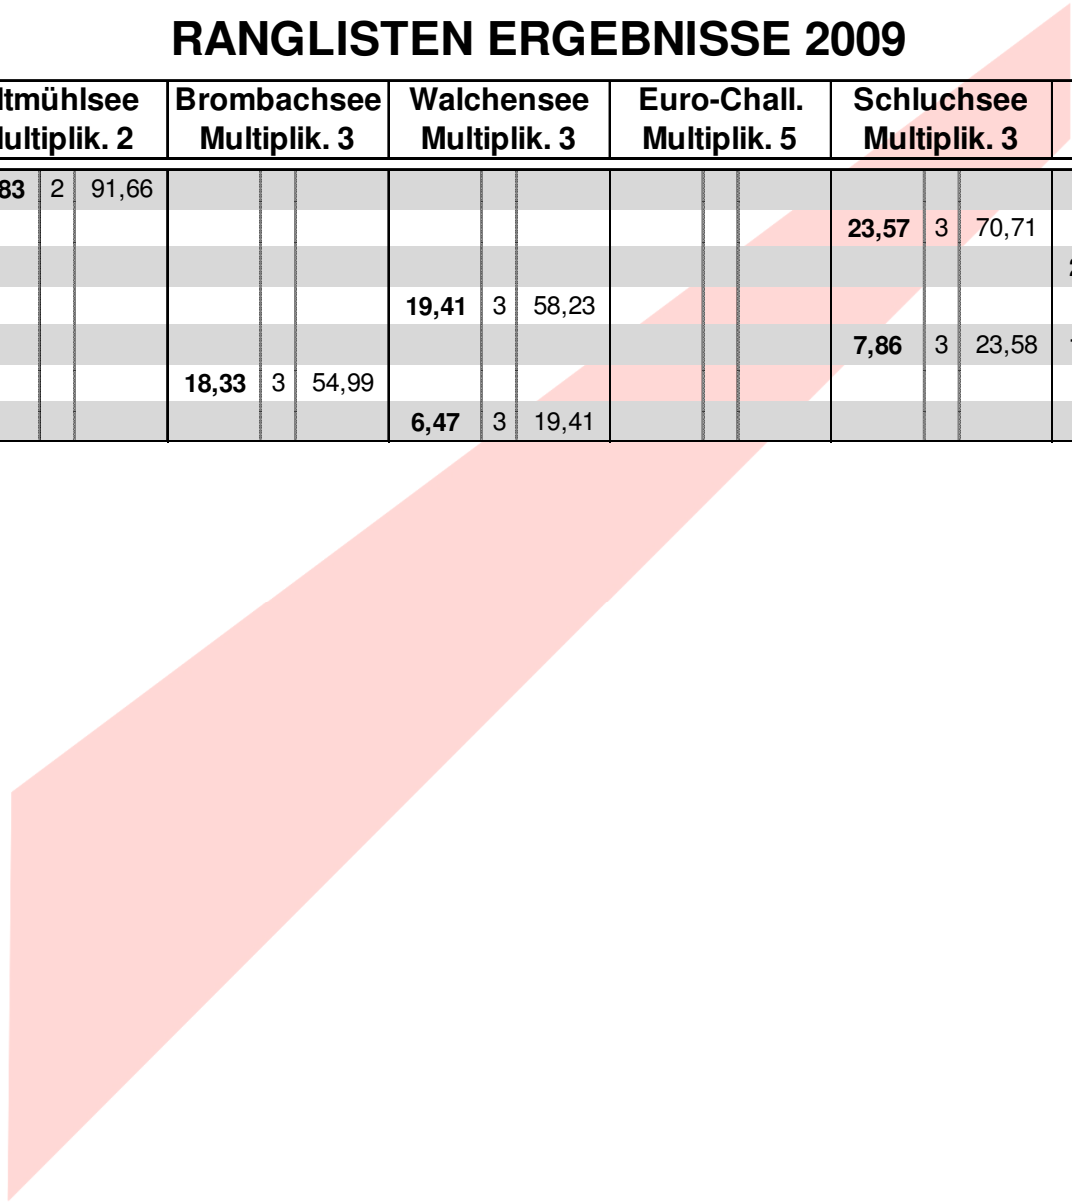 RANGLISTEN ERGEBNISSE 2009
ltmühlsee Brombachsee Walchensee Euro-Chall. Schluchsee
ultiplik. 2 Multiplik. 3 Multiplik. 3 Multiplik. 5 Multiplik. 3
83 2 91,66
23,57 3 70,71
19,41 3 58,23
7,86 3 23,58
18,33 3 54,99
6,47 3 19,41